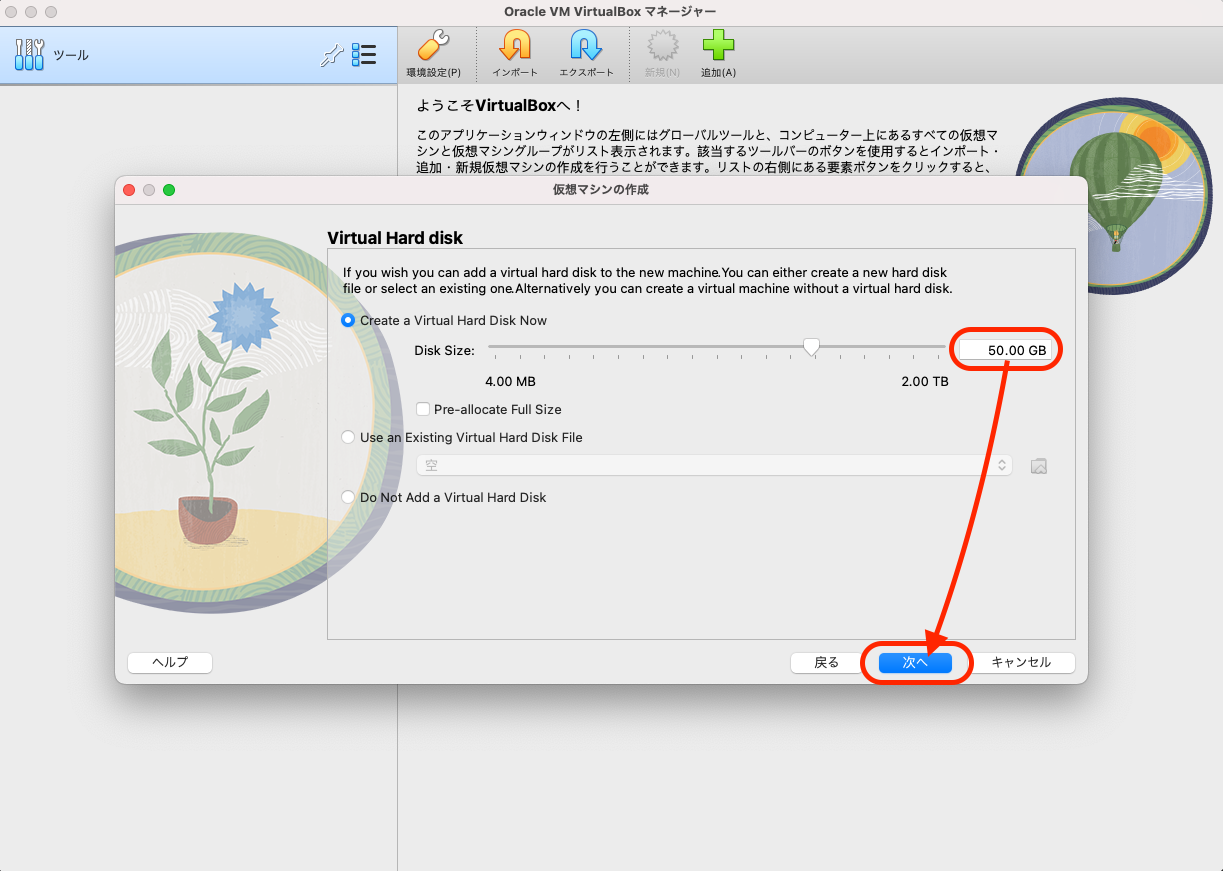 Oracle VM VirtualBox マネージャー
ツール
環境設定(P)
インポート
エクスポート
新規(N)
追加(A)
ようこそVirtualBoxへ！
このアプリケーションウィンドウの左側にはグローバルツールと、コンピューター上にあるすべての仮想マ
シンと仮想マシングループがリスト表示されます。該当するツールバーのボタンを使用するとインポート・
追加・新規仮想マシンの作成を行うことができます。リストの右側にある要素ボタンをクリックすると、
仮想マシンの作成
Virtual Hard disk
If you wish you can add a virtual hard disk to the new machine.You can either create a new hard disk
file or select an existing one.Alternatively you can create a virtual machine without a virtual hard disk.
Create a Virtual Hard Disk Now
Disk Size:
50.00 GB
4.00 MB
2.00 TB
Pre-allocate Full Size
Use an Existing Virtual Hard Disk File
空
Do Not Add a Virtual Hard Disk
ヘルプ
戻る
次へ
キャンセル